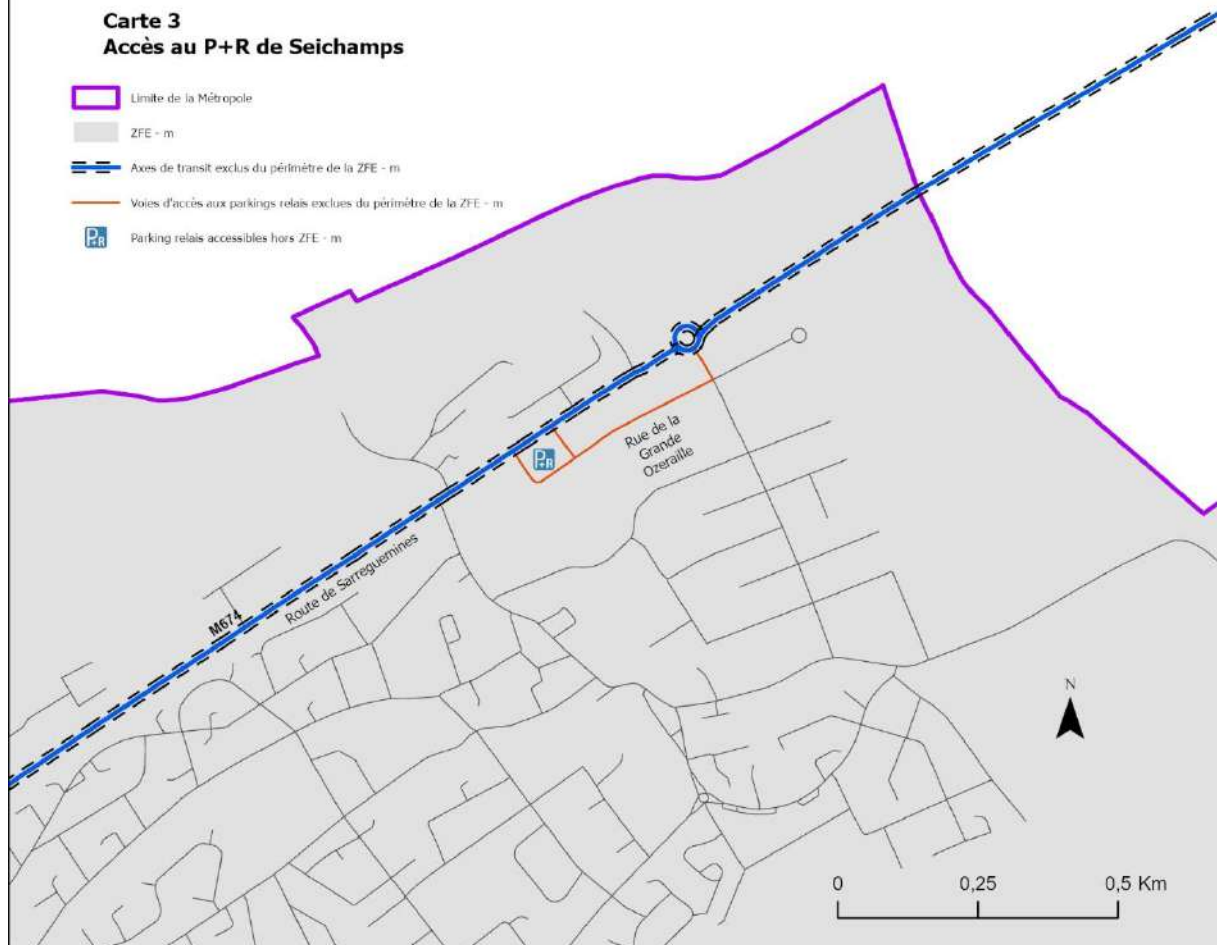 Carte 3
Accès au P+R de Seichamps
Limite de la Métropole
ZFE - m
Axes de transit exclus du périmètre de la ZFE - m
Voies d'accès aux parkings relais exclues du périmètre de la ZFE - m
P+R
Parking relais accessibles hors ZFE - m
P+R
Rue de la
Grande
Ozeraille
M674
Route de Sarreguemines
N
0 0,25 0,5 Km